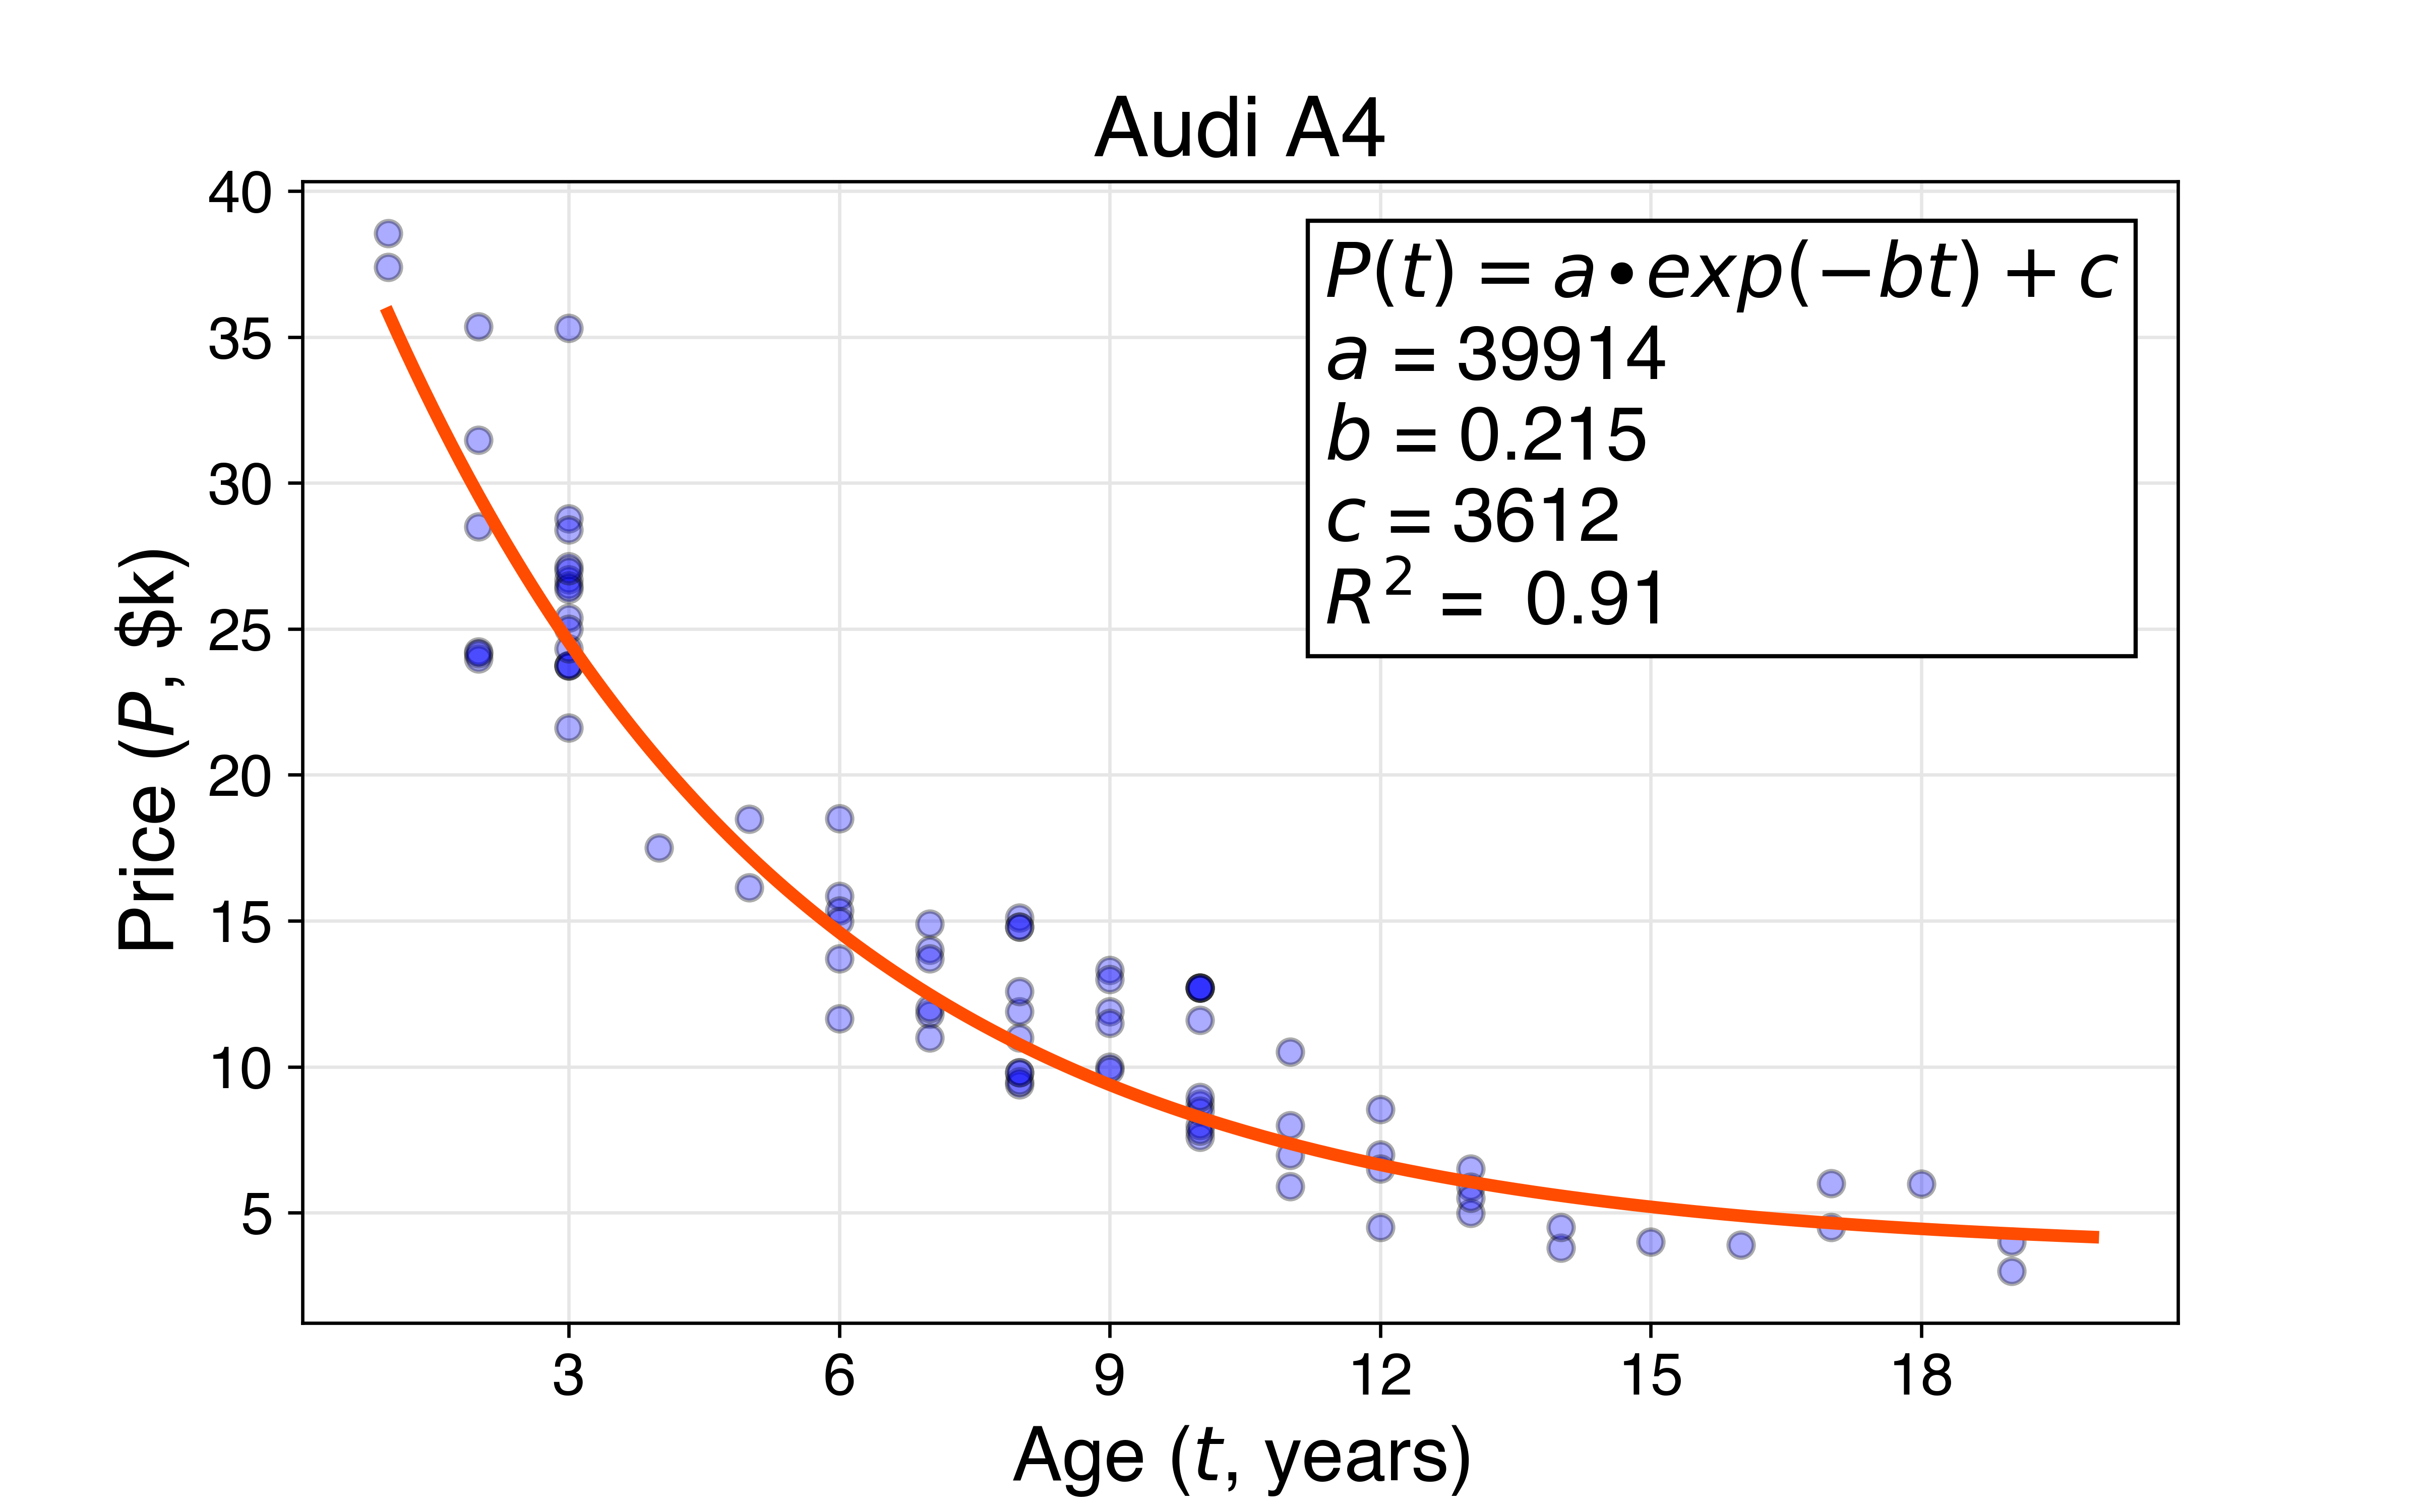 Audi A4
40
35
30
25
20
15
10
5
Price (P, $k)
P(t) = a•exp(−bt) + c
a = 39914
b = 0.215
c = 3612
R² = 0.91
3 6 9 12 15 18
Age (t, years)